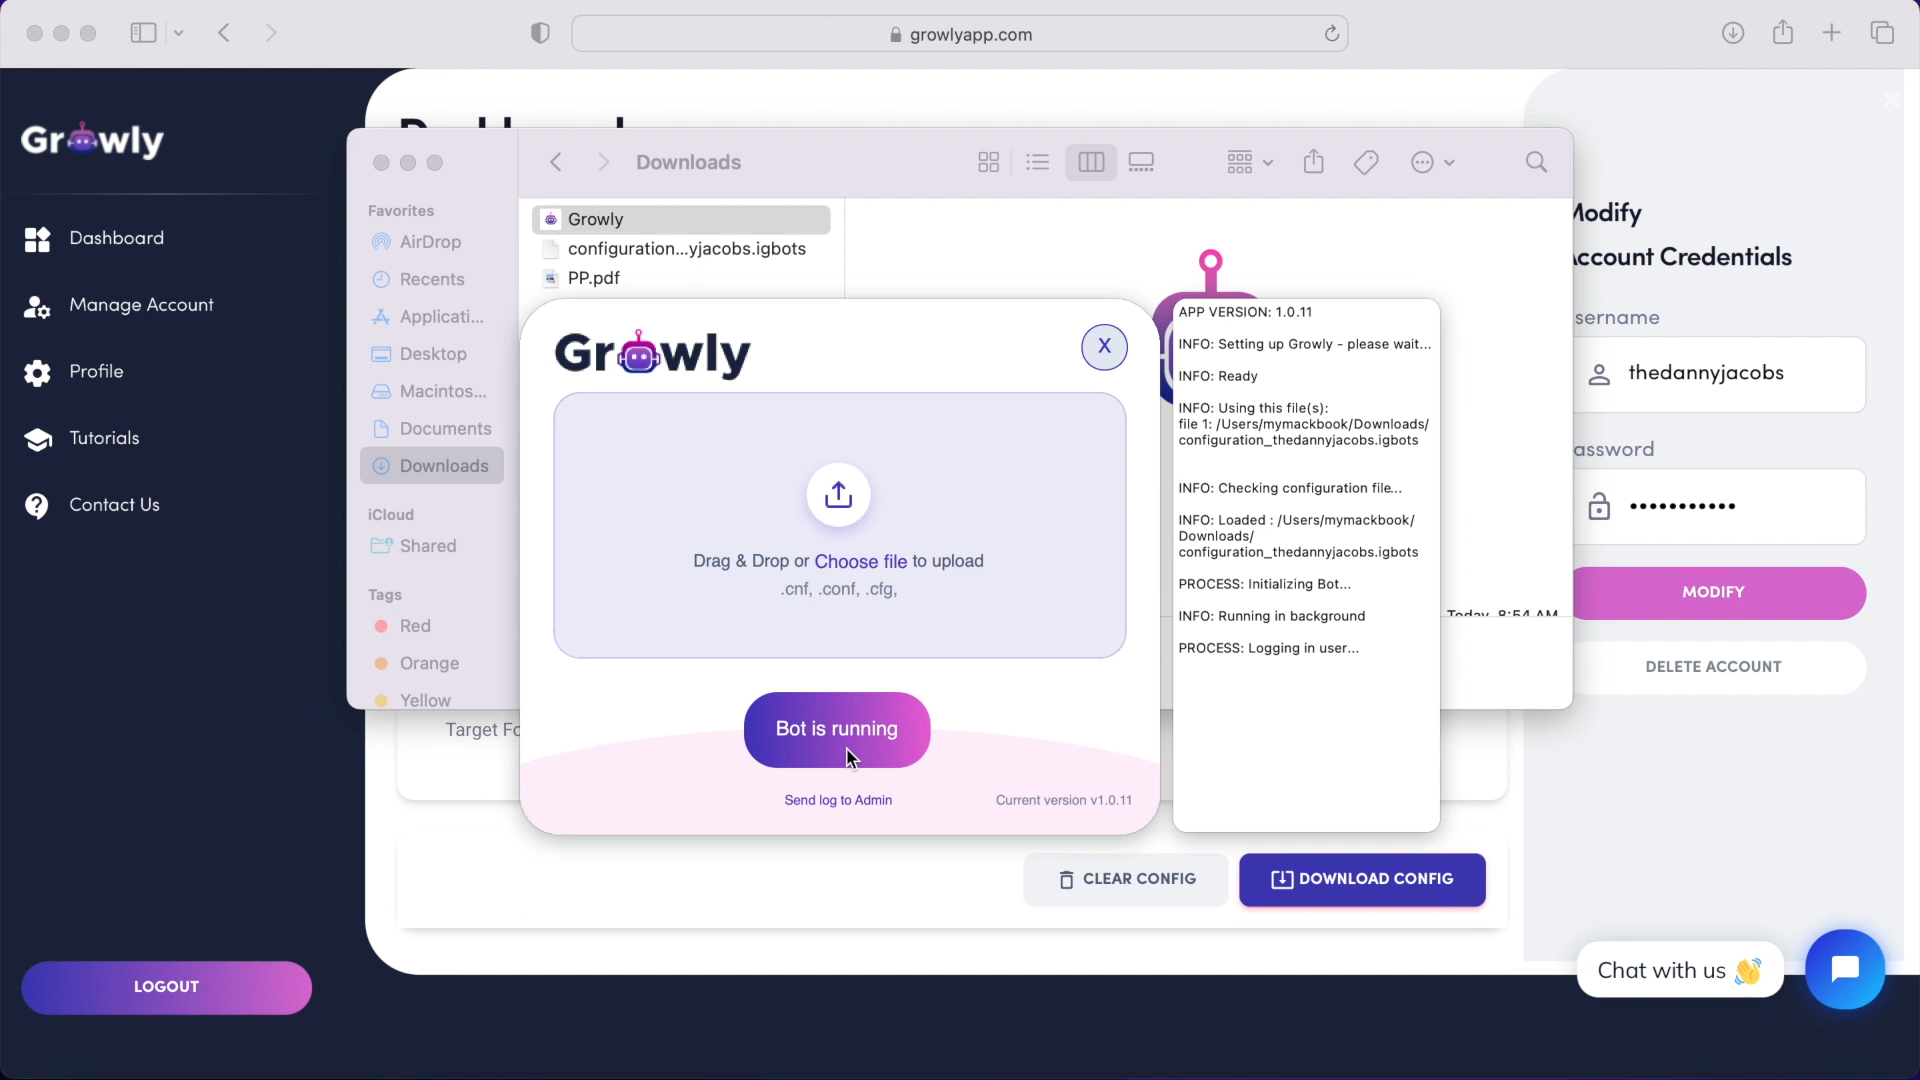 growlyapp.com
Growly
Dashboard
Manage Account
Profile
Tutorials
Contact Us
LOGOUT
Downloads
Favorites
AirDrop
Recents
Applicati...
Desktop
Macintos...
Documents
Downloads
iCloud
Shared
Tags
Red
Orange
Yellow
Growly
configuration...yjacobs.igbots
PP.pdf
Growly
X
Drag & Drop or Choose file to upload
.cnf, .conf, .cfg,
Bot is running
Send log to Admin
Current version v1.0.11
APP VERSION: 1.0.11
INFO: Setting up Growly - please wait...
INFO: Ready
INFO: Using this file(s):
file 1: /Users/mymackbook/Downloads/
configuration_thedannyjacobs.igbots
INFO: Checking configuration file...
INFO: Loaded : /Users/mymackbook/
Downloads/
configuration_thedannyjacobs.igbots
PROCESS: Initializing Bot...
INFO: Running in background
PROCESS: Logging in user...
Today, 8:54 AM
Target Fo
CLEAR CONFIG
DOWNLOAD CONFIG
Modify
Account Credentials
sername
thedannyjacobs
assword
•••••••••••
MODIFY
DELETE ACCOUNT
Chat with us 👋